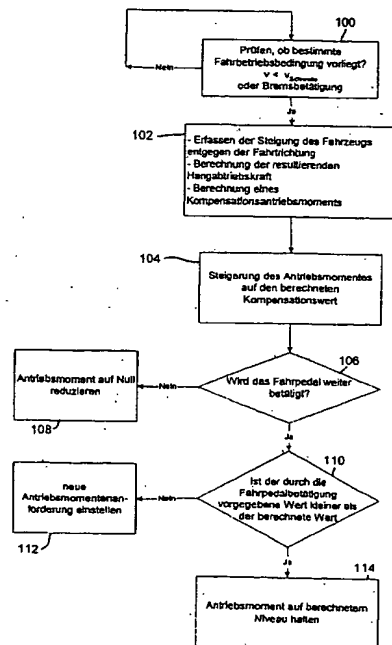 100
Prüfen, ob bestimmte
Fahrbetriebsbedingung vorliegt?
v < vSchwelle
oder Bremsbetätigung
Nein
Ja
102
- Erfassen der Steigung des Fahrzeugs
entgegen der Fahrtrichtung
- Berechnung der resultierenden
Hangabtriebskraft
- Berechnung eines
Kompensationsantriebsmoments
104
Steigerung des Antriebsmomentes
auf den berechneten
Kompensationswert
106
Wird das Fahrpedal weiter
betätigt?
Nein
Antriebsmoment auf Null
reduzieren
108
Ja
110
Ist der durch die
Fahrpedalbetätigung
vorgegebene Wert kleiner als
der berechnete Wert
Nein
neue
Antriebsmomentenan-
forderung einstellen
112
Ja
114
Antriebsmoment auf berechnetem
Niveau halten